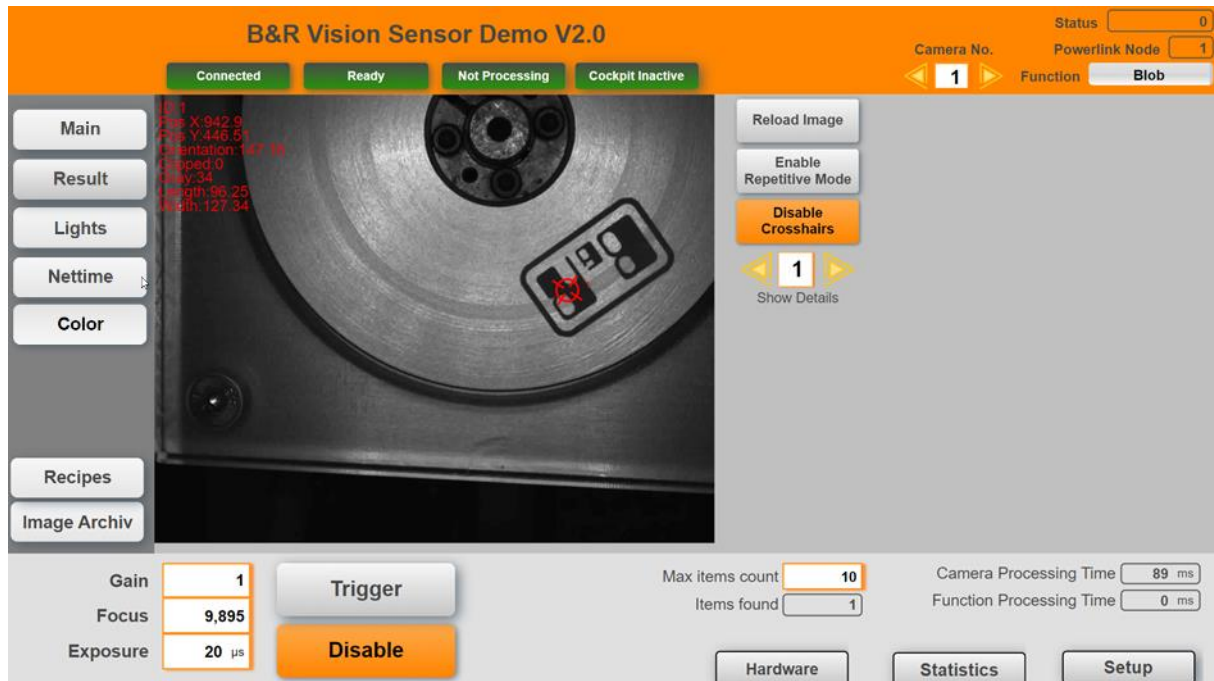 B&R Vision Sensor Demo V2.0
Status 0
Camera No. Powerlink Node 1
Connected Ready Not Processing Cockpit Inactive 1 Function Blob
Main
Result
Lights
Nettime
Color
Recipes
Image Archiv
ID:1
Pos X:942.9
Pos Y:446.51
Orientation:147.
Clipped:0
Gray:34
Length:96.25
Width:127.34
Reload Image
Enable
Repetitive Mode
Disable
Crosshairs
1
Show Details
Gain 1
Focus 9,895
Exposure 20 µs
Trigger
Disable
Max items count 10
Items found 1
Camera Processing Time 89 ms
Function Processing Time 0 ms
Hardware Statistics Setup